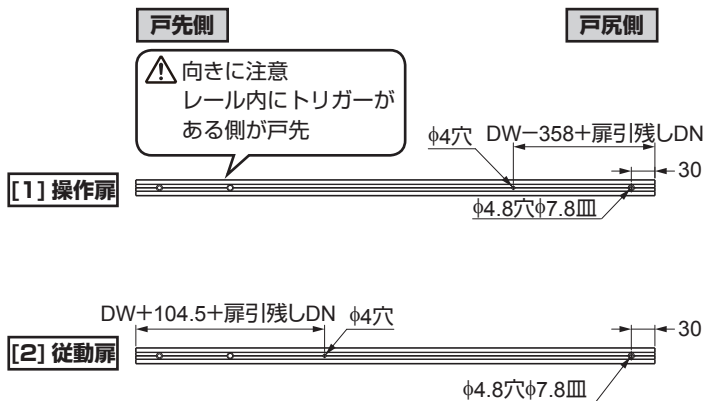 戸先側
戸尻側
向きに注意
レール内にトリガーが
ある側が戸先
φ4穴
DW−358+扉引残しDN
30
[1] 操作扉
φ4.8穴φ7.8皿
DW+104.5+扉引残しDN
φ4穴
30
[2] 従動扉
φ4.8穴φ7.8皿